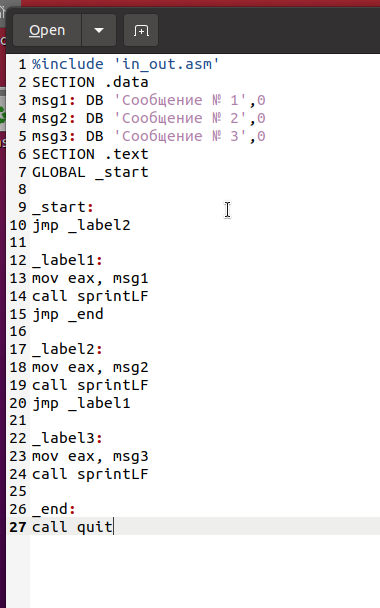 Open
1 %include 'in_out.asm'
2 SECTION .data
3 msg1: DB 'Сообщение № 1',0
4 msg2: DB 'Сообщение № 2',0
5 msg3: DB 'Сообщение № 3',0
6 SECTION .text
7 GLOBAL _start
8
9 _start:
10 jmp _label2
11
12 _label1:
13 mov eax, msg1
14 call sprintLF
15 jmp _end
16
17 _label2:
18 mov eax, msg2
19 call sprintLF
20 jmp _label1
21
22 _label3:
23 mov eax, msg3
24 call sprintLF
25
26 _end:
27 call quit